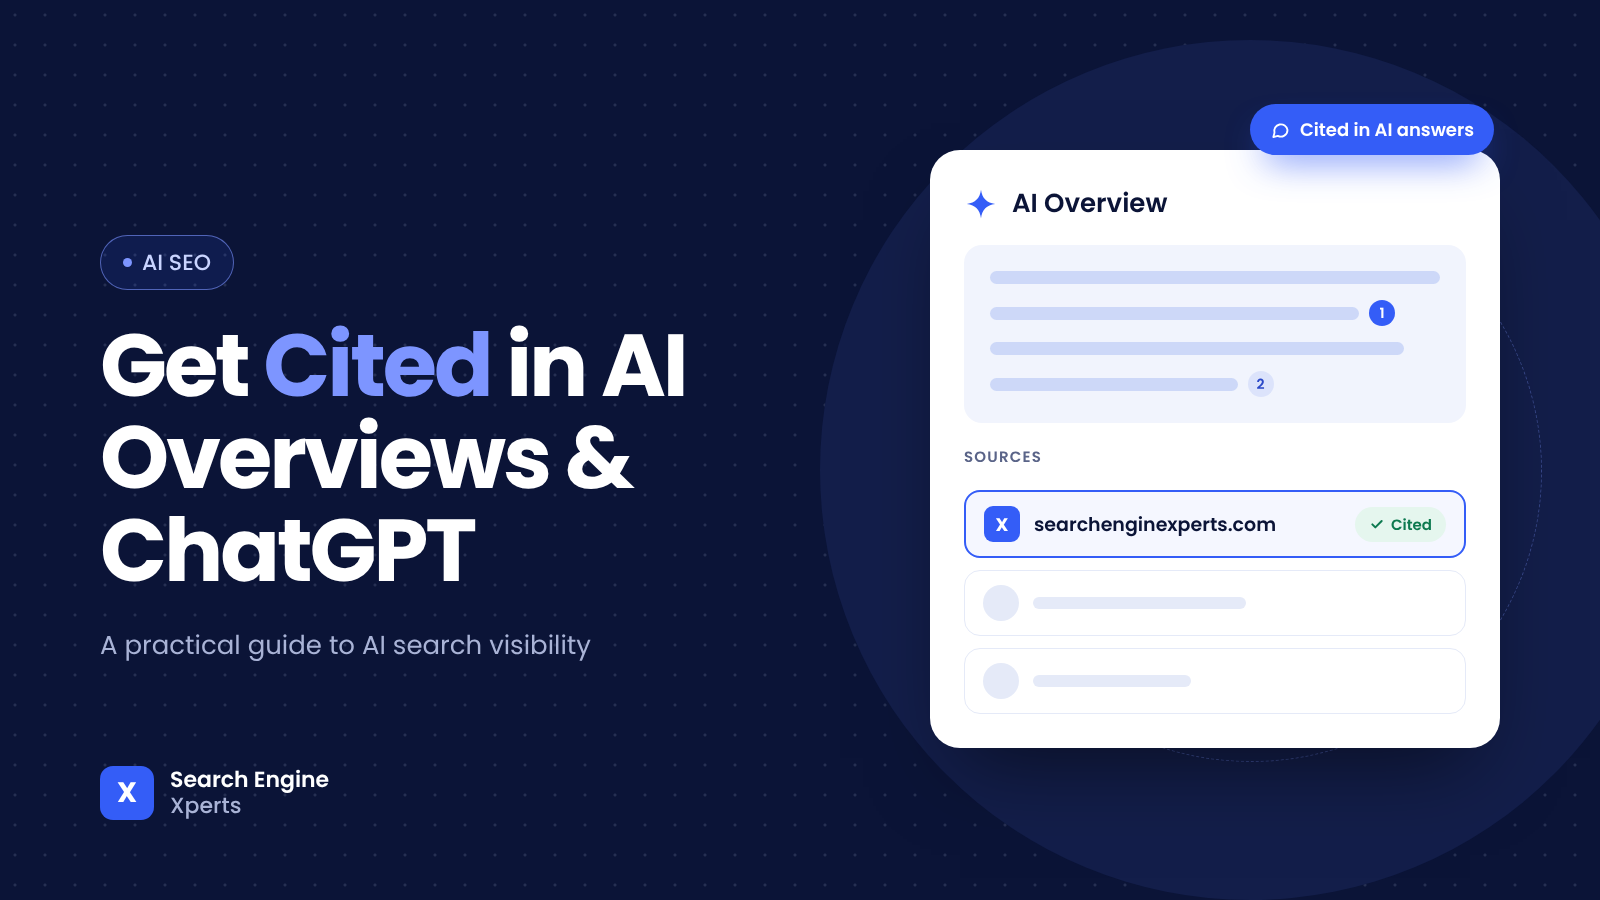 AI SEO
Get Cited in AI
Overviews &
ChatGPT
A practical guide to AI search visibility
X
Search Engine
Xperts
Cited in AI answers
AI Overview
1
2
SOURCES
X
searchenginexperts.com
Cited